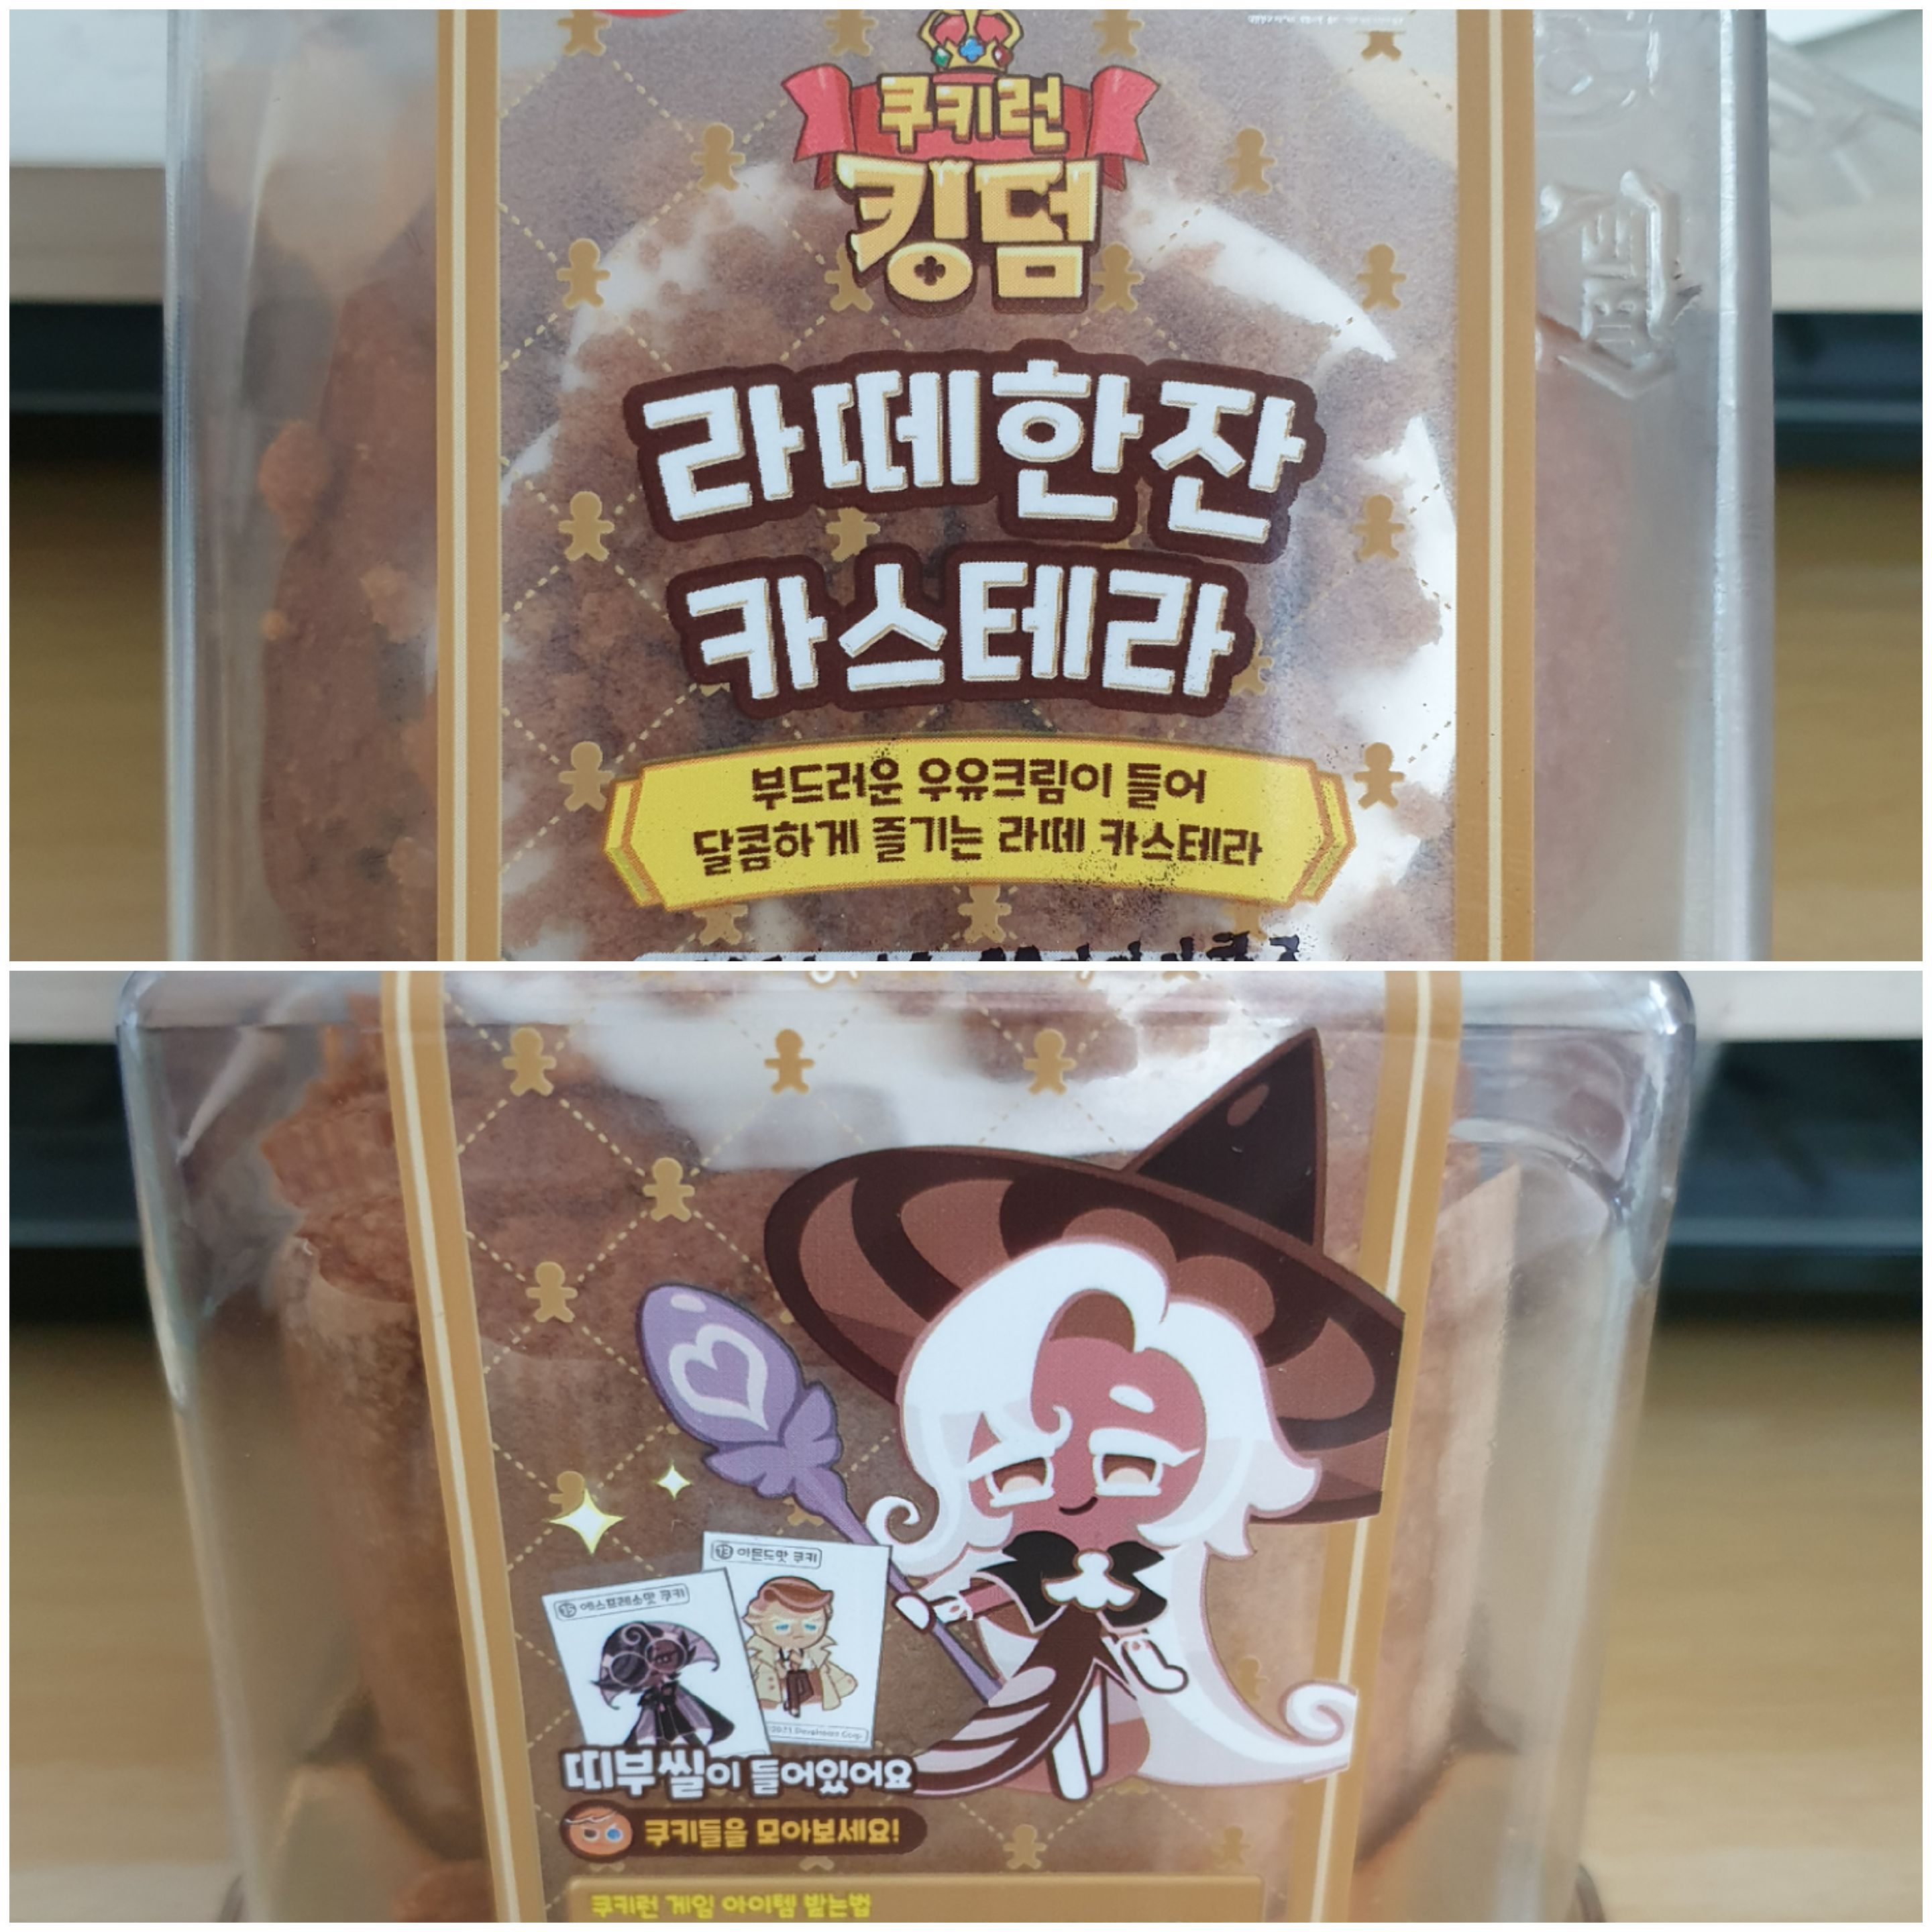 쿠키런
킹덤
라떼한잔
카스테라
부드러운 우유크림이 들어
달콤하게 즐기는 라떼 카스테라
13 아몬드맛 쿠키
에스프레소맛 쿠키
띠부씰이 들어있어요
쿠키들을 모아보세요!
쿠키런 게임 아이템 받는법